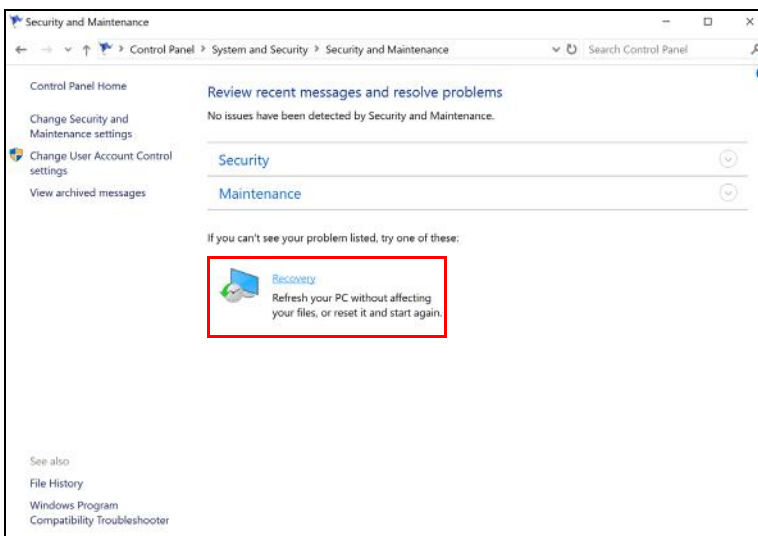 Security and Maintenance
Control Panel > System and Security > Security and Maintenance
Search Control Panel
Control Panel Home
Change Security and
Maintenance settings
Change User Account Control
settings
View archived messages
Review recent messages and resolve problems
No issues have been detected by Security and Maintenance.
Security
Maintenance
If you can't see your problem listed, try one of these:
Recovery
Refresh your PC without affecting
your files, or reset it and start again.
See also
File History
Windows Program
Compatibility Troubleshooter